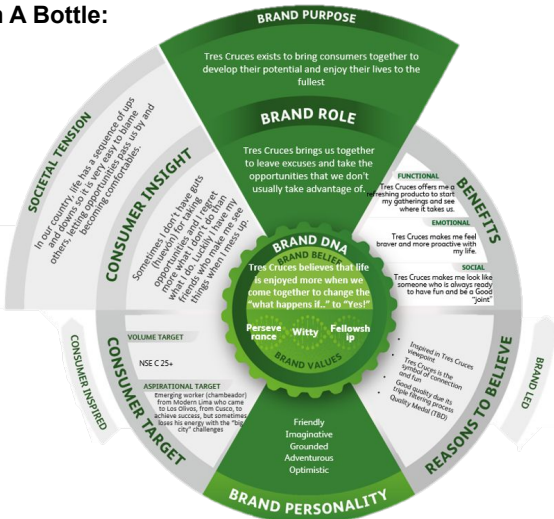 n A Bottle:
BRAND PURPOSE
Tres Cruces exists to bring consumers together to
develop their potential and enjoy their lives to the
fullest
BRAND ROLE
Tres Cruces brings us together
to leave excuses and take the
opportunities that we don't
usually take advantage of.
SOCIETAL TENSION
In our country, life has a sequence of ups
and downs so it is very easy to blame
others, letting opportunities pass us by and
becoming comfortables.
CONSUMER INSIGHT
Sometimes I don't have guts
(huevón) for taking
opportunities and I regret
more what I don't do than
what I do. Luckily I have my
friends who make me see
things when I mess up.
BENEFITS
FUNCTIONAL
Tres Cruces offers me a
refreshing producto to start
my gatherings and see
where it takes us.
EMOTIONAL
Tres Cruces makes me feel
braver and more proactive with
my life.
SOCIAL
Tres Cruces makes me look like
someone who is always ready
to have fun and be a Good
"joint"
BRAND DNA
BRAND BELIEF
Tres Cruces believes that life
is enjoyed more when we
come together to change the
"what happens if.." to "Yes!"
Perseve
rance
Witty
Fellowsh
ip
BRAND VALUES
CONSUMER INSPIRED
CONSUMER TARGET
VOLUME TARGET
NSE C 25+
ASPIRATIONAL TARGET
Emerging worker (chambeador)
from Modern Lima who came
to Los Olivos, from Cusco, to
achieve success, but sometimes
loses his energy with the "big
city" challenges
REASONS TO BELIEVE
• Inspired in Tres Cruces
viewpoint
• Tres Cruces is the
symbol of connection
and fun
• Good quality due its
triple filtering process
• Quality Medal (TBD)
BRAND LED
Friendly
Imaginative
Grounded
Adventurous
Optimistic
BRAND PERSONALITY